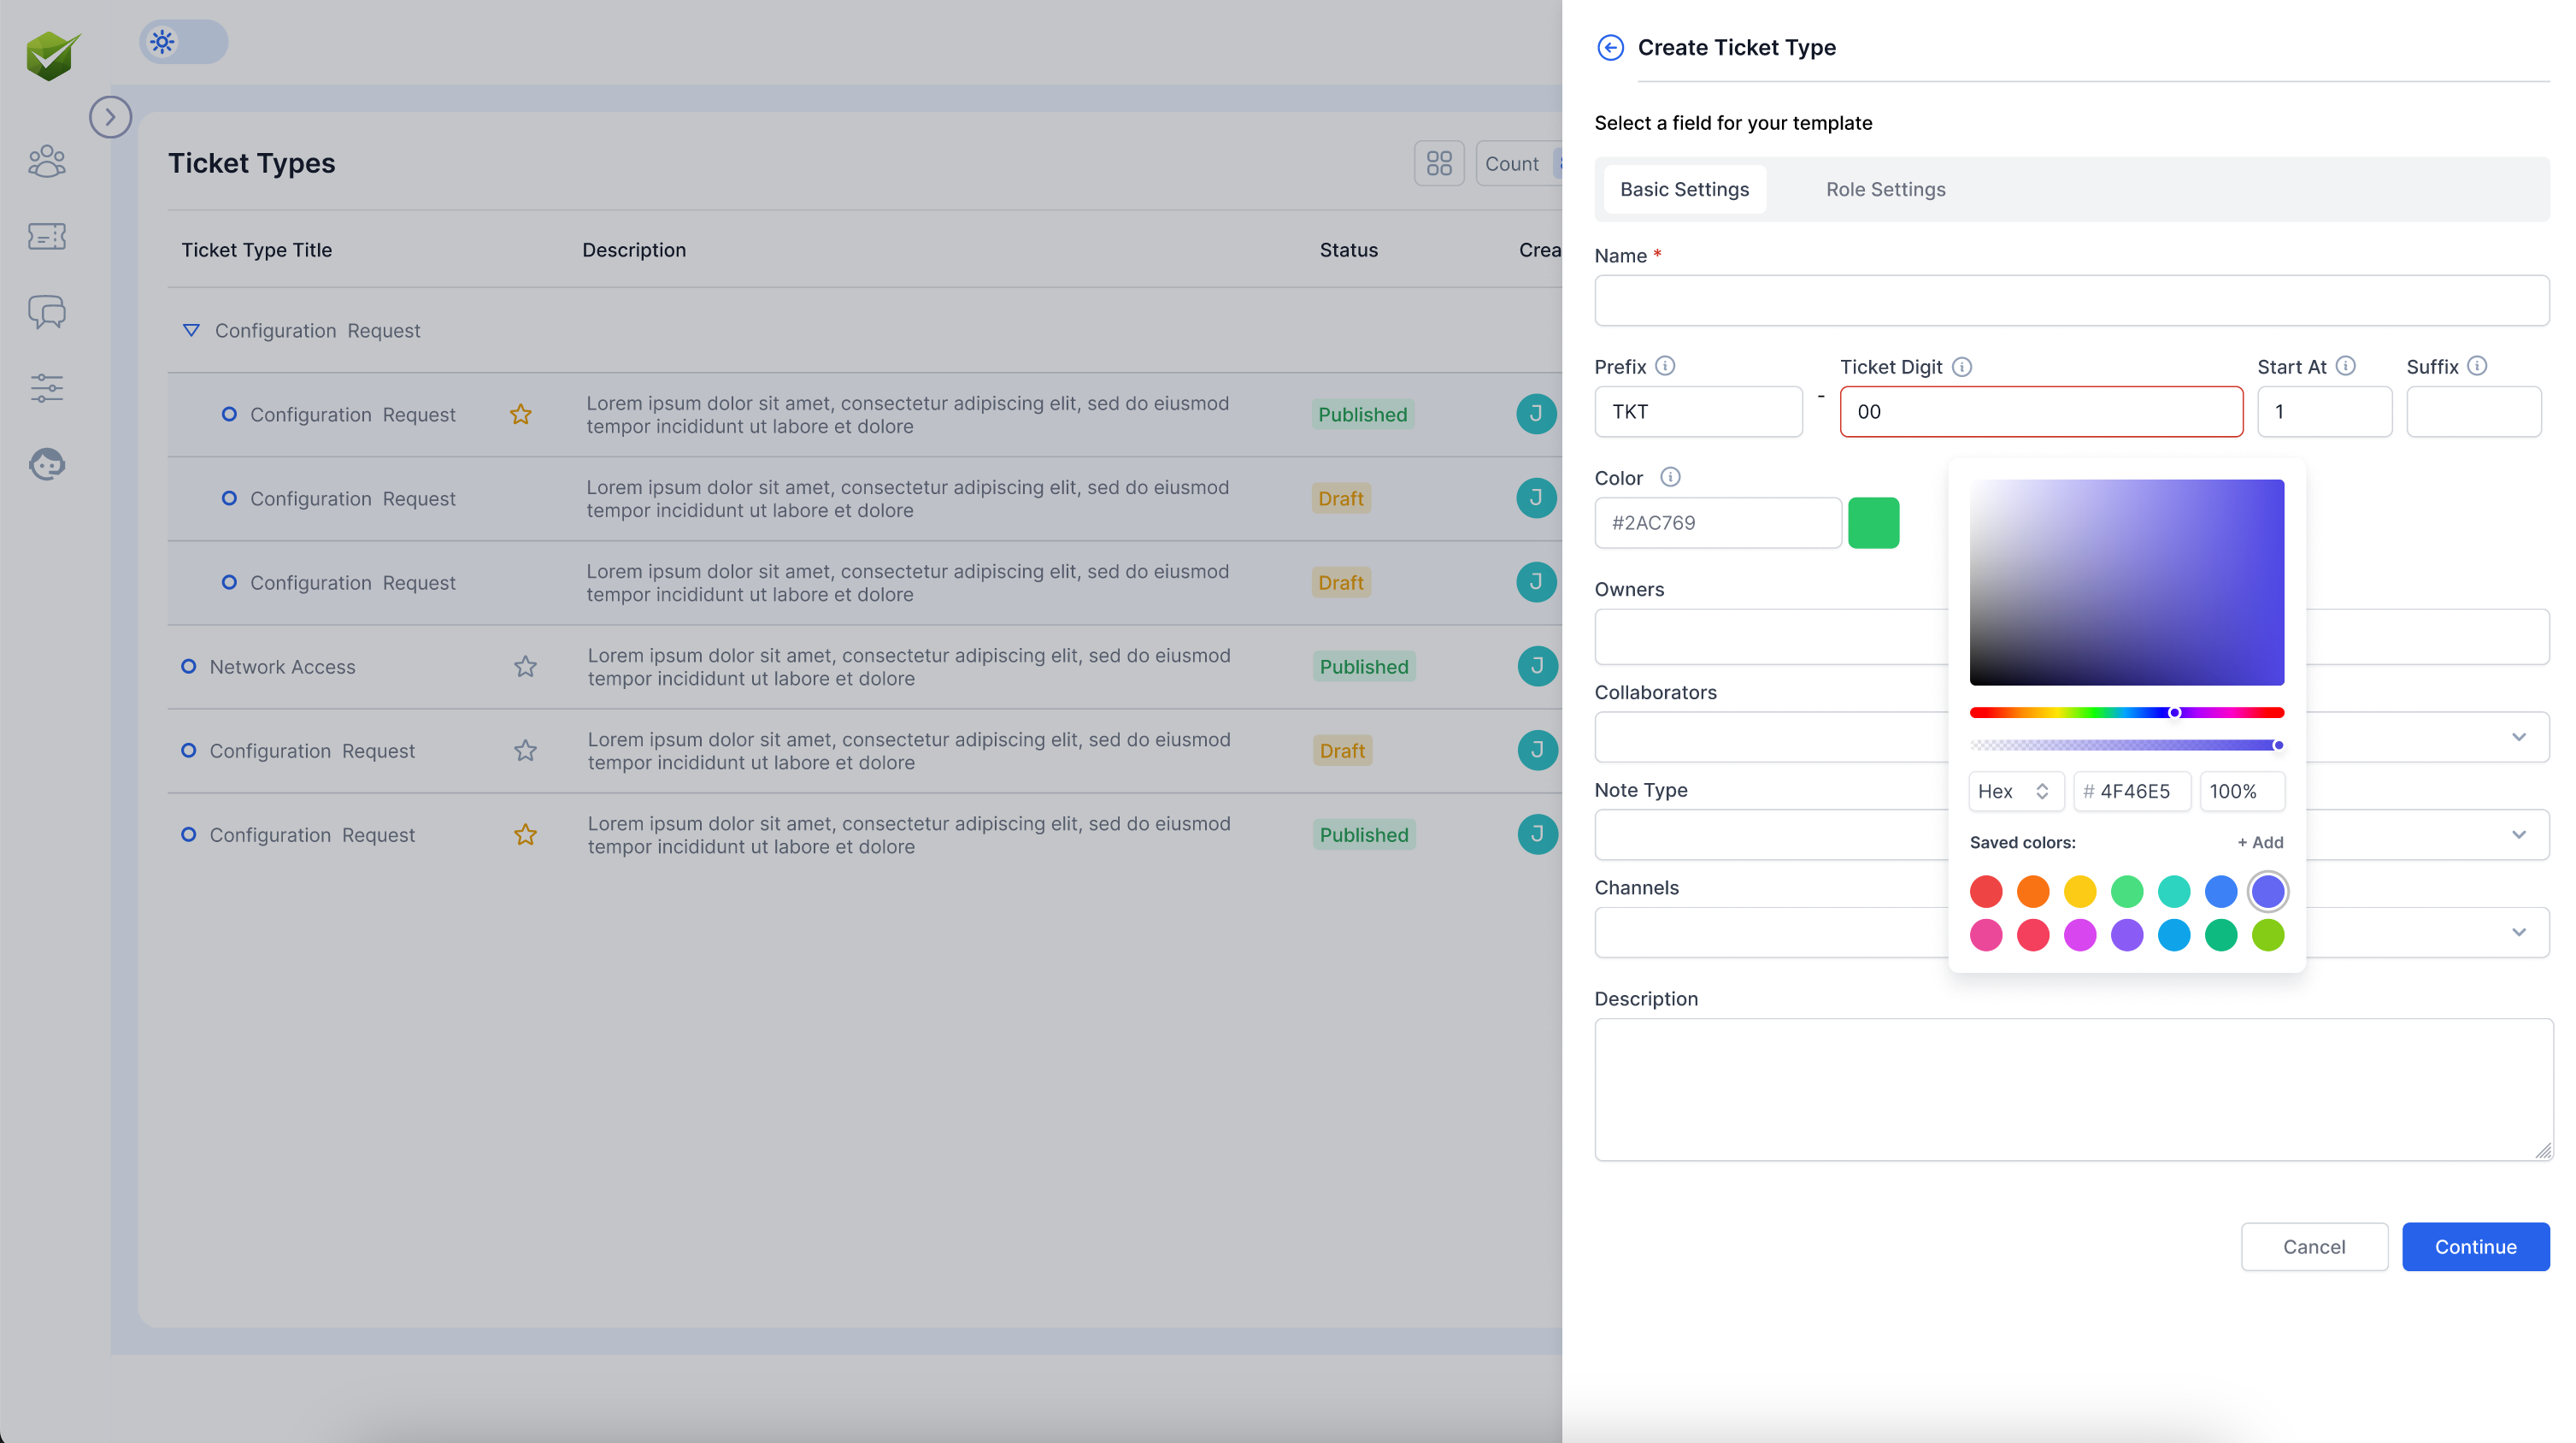 Ticket Types
Count
Ticket Type Title
Description
Status
Crea
Configuration Request
Configuration Request
Lorem ipsum dolor sit amet, consectetur adipiscing elit, sed do eiusmod
tempor incididunt ut labore et dolore
Published
J
Configuration Request
Lorem ipsum dolor sit amet, consectetur adipiscing elit, sed do eiusmod
tempor incididunt ut labore et dolore
Draft
J
Configuration Request
Lorem ipsum dolor sit amet, consectetur adipiscing elit, sed do eiusmod
tempor incididunt ut labore et dolore
Draft
J
Network Access
Lorem ipsum dolor sit amet, consectetur adipiscing elit, sed do eiusmod
tempor incididunt ut labore et dolore
Published
J
Configuration Request
Lorem ipsum dolor sit amet, consectetur adipiscing elit, sed do eiusmod
tempor incididunt ut labore et dolore
Draft
J
Configuration Request
Lorem ipsum dolor sit amet, consectetur adipiscing elit, sed do eiusmod
tempor incididunt ut labore et dolore
Published
J
Create Ticket Type
Select a field for your template
Basic Settings
Role Settings
Name *
Prefix
Ticket Digit
Start At
Suffix
TKT
-
00
1
Color
#2AC769
Owners
Collaborators
Note Type
Channels
Hex
# 4F46E5
100%
Saved colors:
+ Add
Description
Cancel
Continue